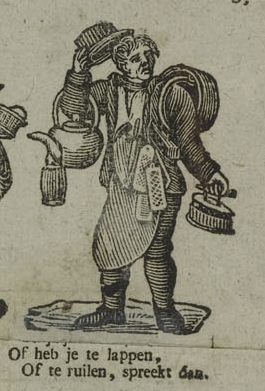 Of heb je te lappen,
Of te ruilen, spreekt dan.